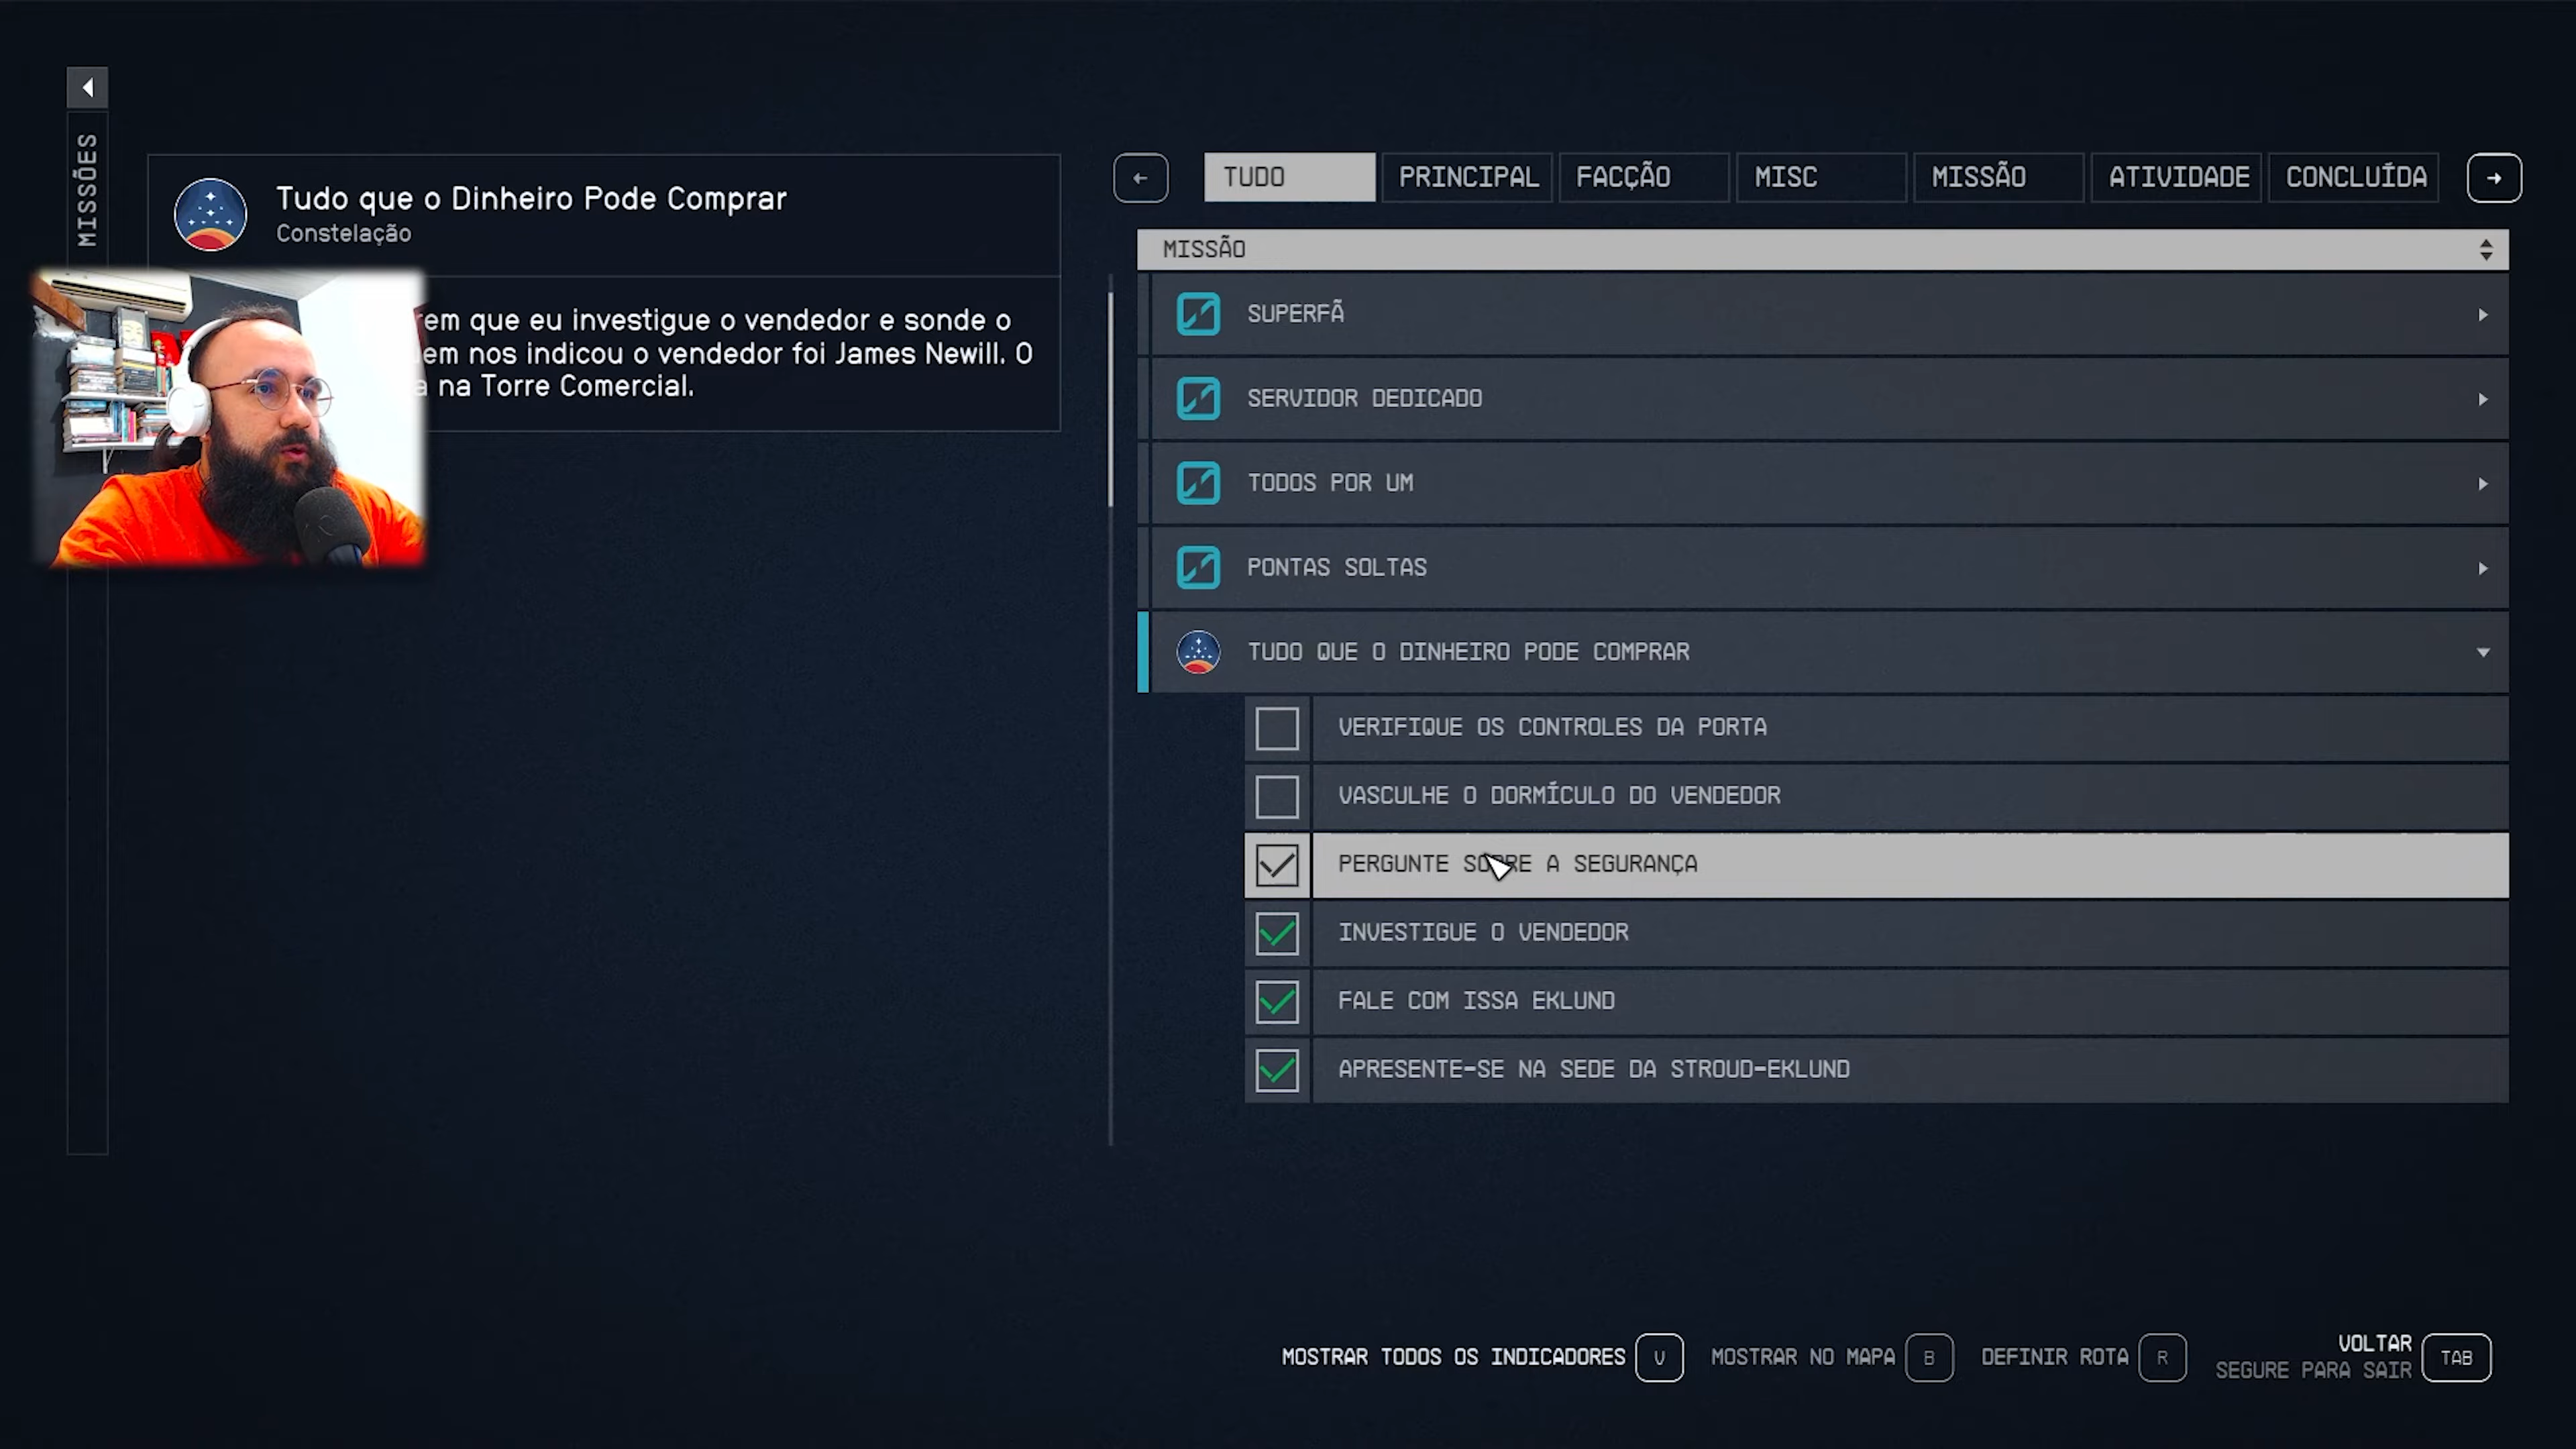 MISSÕES
Tudo que o Dinheiro Pode Comprar
Constelação
em que eu investigue o vendedor e sonde o
em nos indicou o vendedor foi James Newill. O
na Torre Comercial.
←
TUDO
PRINCIPAL
FACÇÃO
MISC
MISSÃO
ATIVIDADE
CONCLUÍDA
→
MISSÃO
SUPERFÃ
SERVIDOR DEDICADO
TODOS POR UM
PONTAS SOLTAS
TUDO QUE O DINHEIRO PODE COMPRAR
VERIFIQUE OS CONTROLES DA PORTA
VASCULHE O DORMÍCULO DO VENDEDOR
PERGUNTE SOBRE A SEGURANÇA
INVESTIGUE O VENDEDOR
FALE COM ISSA EKLUND
APRESENTE-SE NA SEDE DA STROUD-EKLUND
MOSTRAR TODOS OS INDICADORES V
MOSTRAR NO MAPA B
DEFINIR ROTA R
VOLTAR
SEGURE PARA SAIR
TAB